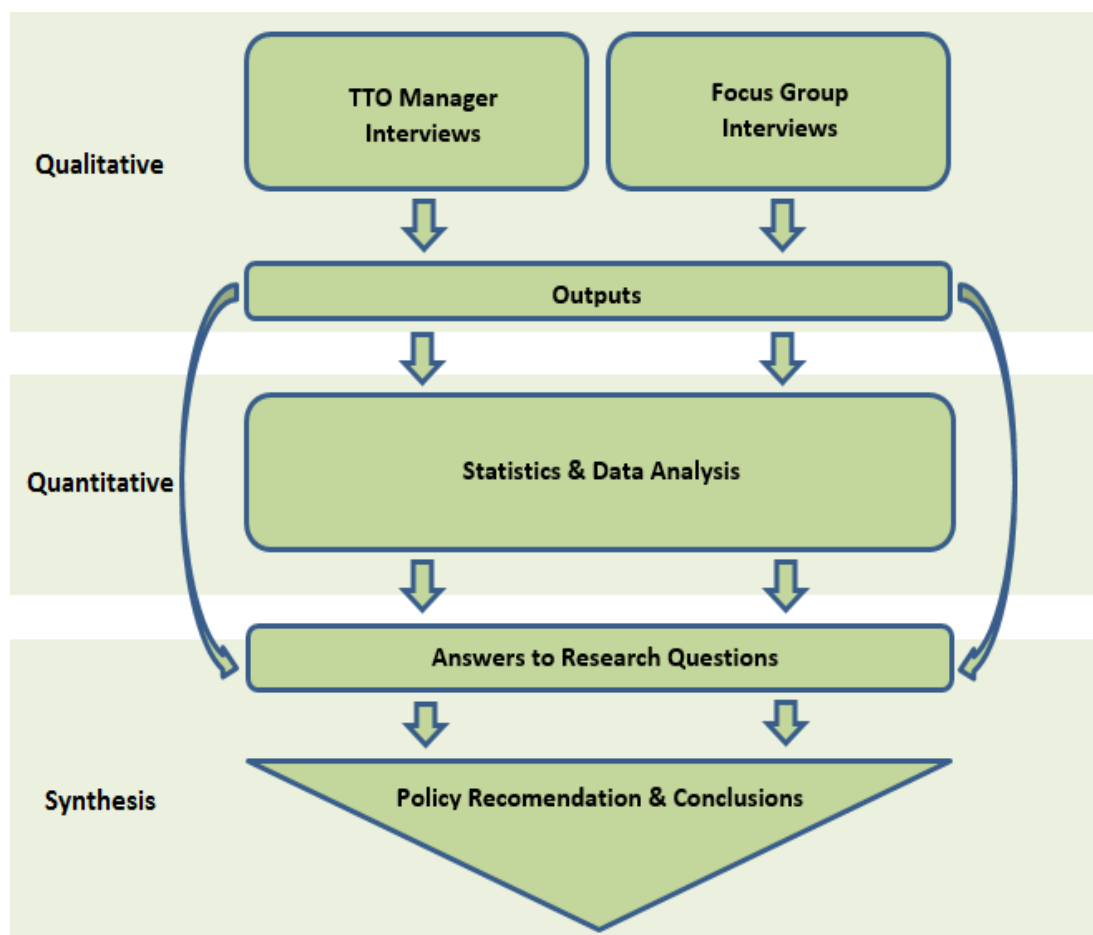 TTO Manager
Interviews
Focus Group
Interviews
Qualitative
Outputs
Quantitative
Statistics & Data Analysis
Answers to Research Questions
Synthesis
Policy Recomendation & Conclusions